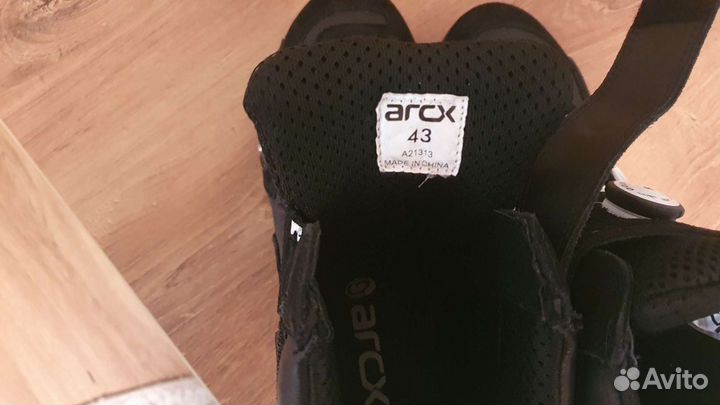 arcx
43
A21313
MADE IN CHINA
arcx
Avito